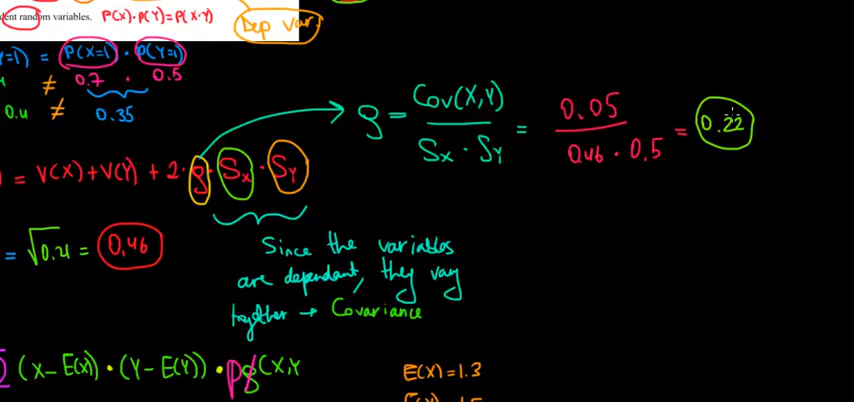 dent random variables. P(X)·P(Y)=P(X·Y)
Dep var.
Y=1) = P(X=1) · P(Y=1)
≠ 0.7 · 0.5
0.4 ≠ 0.35
ρ = Cov(X,Y) / Sx · Sy = 0.05 / 0.46 · 0.5 = 0.22
) = V(X)+V(Y) + 2·ρ·Sx·Sy
= √0.21 = 0.46
Since the variables
are dependant, they vary
together → Covariance
(X-E(X)) · (Y-E(Y)) · p(X,Y
E(X)=1.3